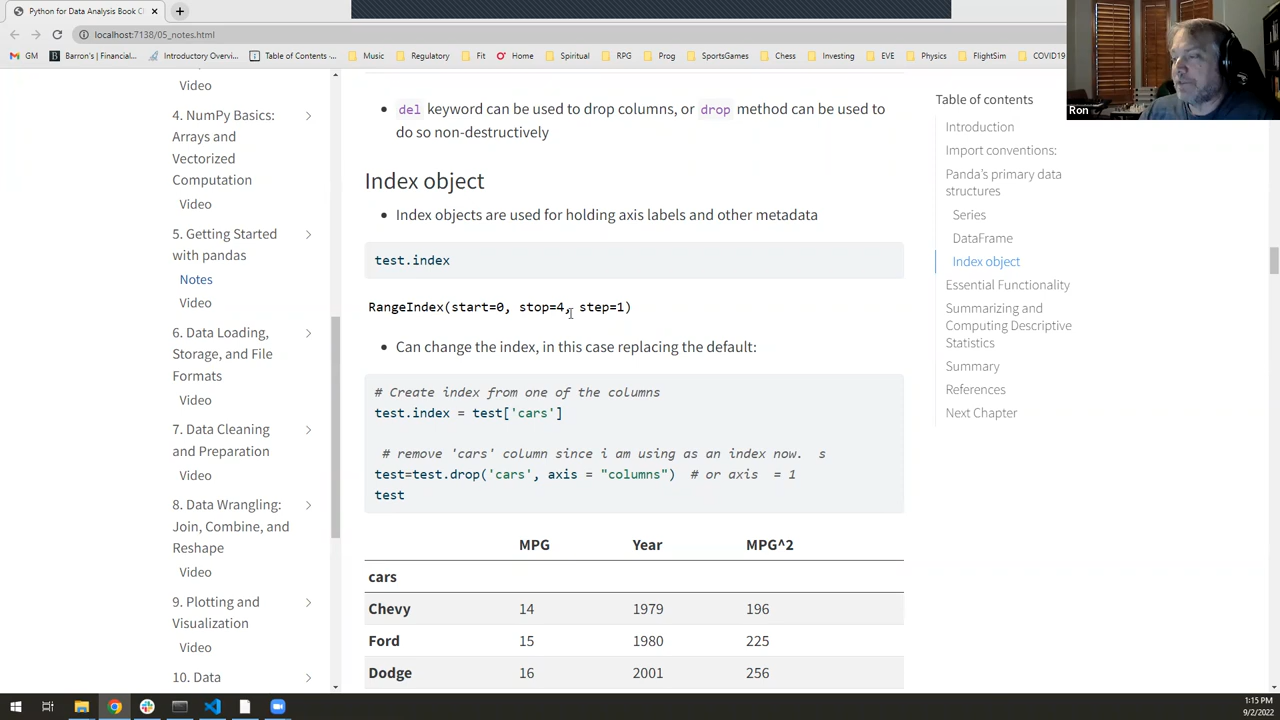 Python for Data Analysis Book Cl
localhost:7138/05_notes.html
GM
Barron's | Financial...
Introductory
Table of Contents...
Music
Fit
Home
RPG
SportsGames
Chess
EVE
Physics
FlightSim
COVID19
Ron
Video
4. NumPy Basics:
Arrays and
Vectorized
Computation
Video
5. Getting Started
with pandas
Notes
Video
6. Data Loading,
Storage, and File
Formats
Video
7. Data Cleaning
and Preparation
Video
8. Data Wrangling:
Join, Combine, and
Reshape
Video
9. Plotting and
Visualization
Video
10. Data
del keyword can be used to drop columns, or drop method can be used to
do so non-destructively
Index object
Index objects are used for holding axis labels and other metadata
test.index
RangeIndex(start=0, stop=4, step=1)
Can change the index, in this case replacing the default:
# Create index from one of the columns
test.index = test['cars']
# remove 'cars' column since i am using as an index now. s
test=test.drop('cars', axis = "columns") # or axis = 1
test
MPG Year MPG^2
cars
Chevy 14 1979 196
Ford 15 1980 225
Dodge 16 2001 256
Table of contents
Introduction
Import conventions:
Panda's primary data
structures
Series
DataFrame
Index object
Essential Functionality
Summarizing and
Computing Descriptive
Statistics
Summary
References
Next Chapter
1:15 PM
9/2/2022